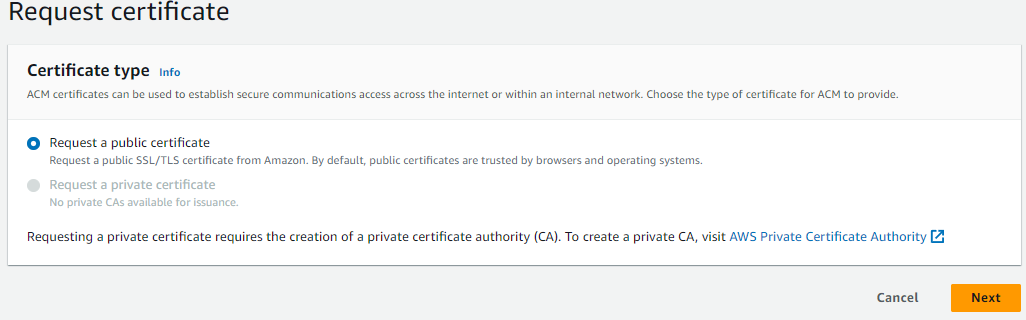 Request certificate
Certificate type Info
ACM certificates can be used to establish secure communications access across the internet or within an internal network. Choose the type of certificate for ACM to provide.
Request a public certificate
Request a public SSL/TLS certificate from Amazon. By default, public certificates are trusted by browsers and operating systems.
Request a private certificate
No private CAs available for issuance.
Requesting a private certificate requires the creation of a private certificate authority (CA). To create a private CA, visit AWS Private Certificate Authority
Cancel Next